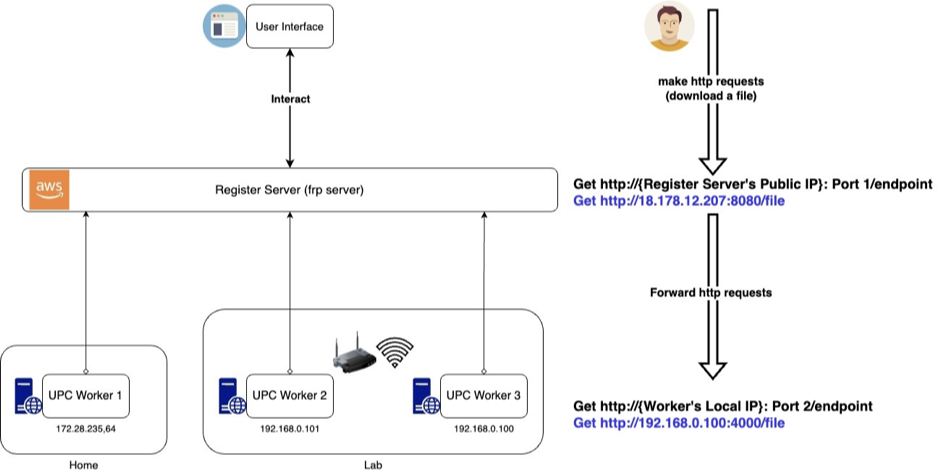 User Interface
Interact
aws
Register Server (frp server)
UPC Worker 1
172.28.235,64
Home
UPC Worker 2
192.168.0.101
UPC Worker 3
192.168.0.100
Lab
make http requests
(download a file)
Get http://{Register Server's Public IP}: Port 1/endpoint
Get http://18.178.12.207:8080/file
Forward http requests
Get http://{Worker's Local IP}: Port 2/endpoint
Get http://192.168.0.100:4000/file